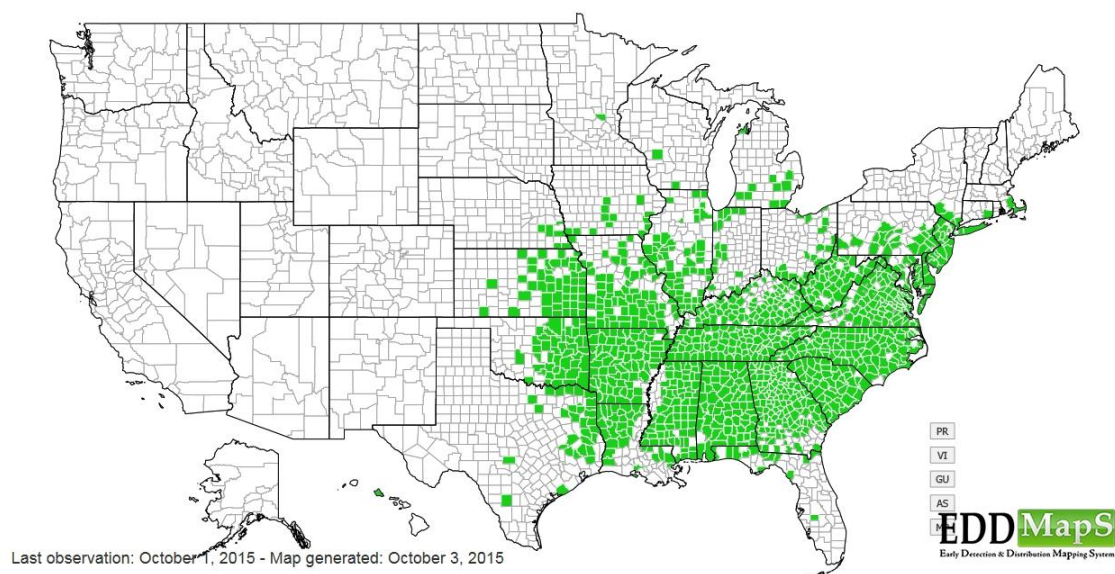 PR
VI
GU
AS
EDDMapS
Early Detection & Distribution Mapping System
Last observation: October 1, 2015 - Map generated: October 3, 2015